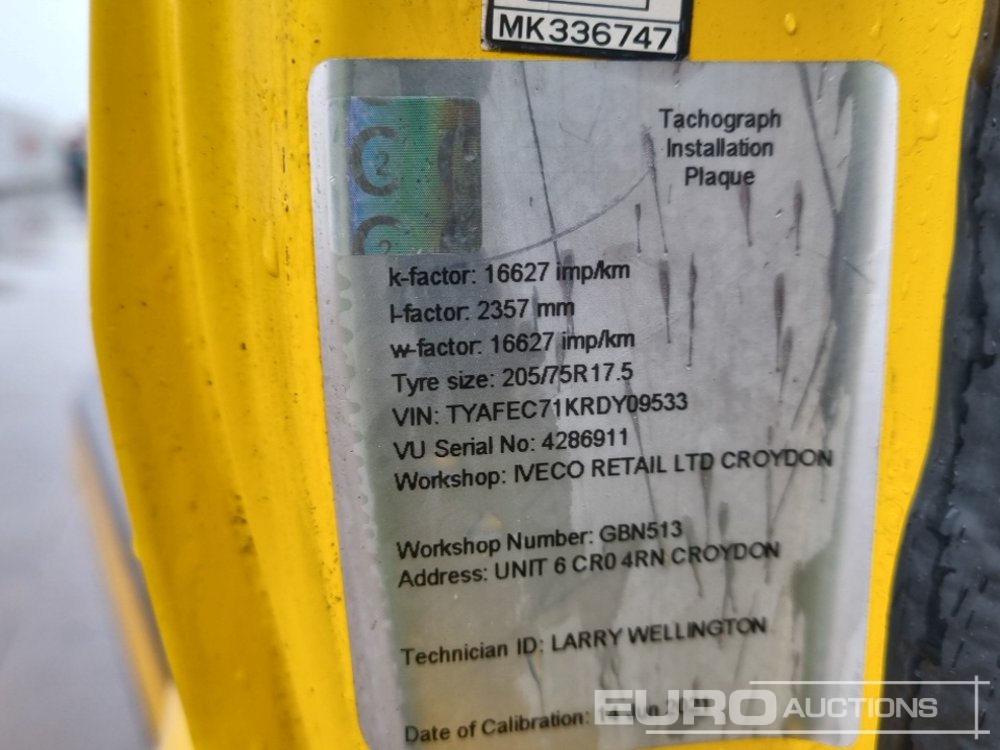 MK336747
Tachograph
Installation
Plaque
k-factor: 16627 imp/km
l-factor: 2357 mm
w-factor: 16627 imp/km
Tyre size: 205/75R17.5
VIN: TYAFEC71KRDY09533
VU Serial No: 4286911
Workshop: IVECO RETAIL LTD CROYDON
Workshop Number: GBN513
Address: UNIT 6 CR0 4RN CROYDON
Technician ID: LARRY WELLINGTON
Date of Calibration: Jun
EURO AUCTIONS